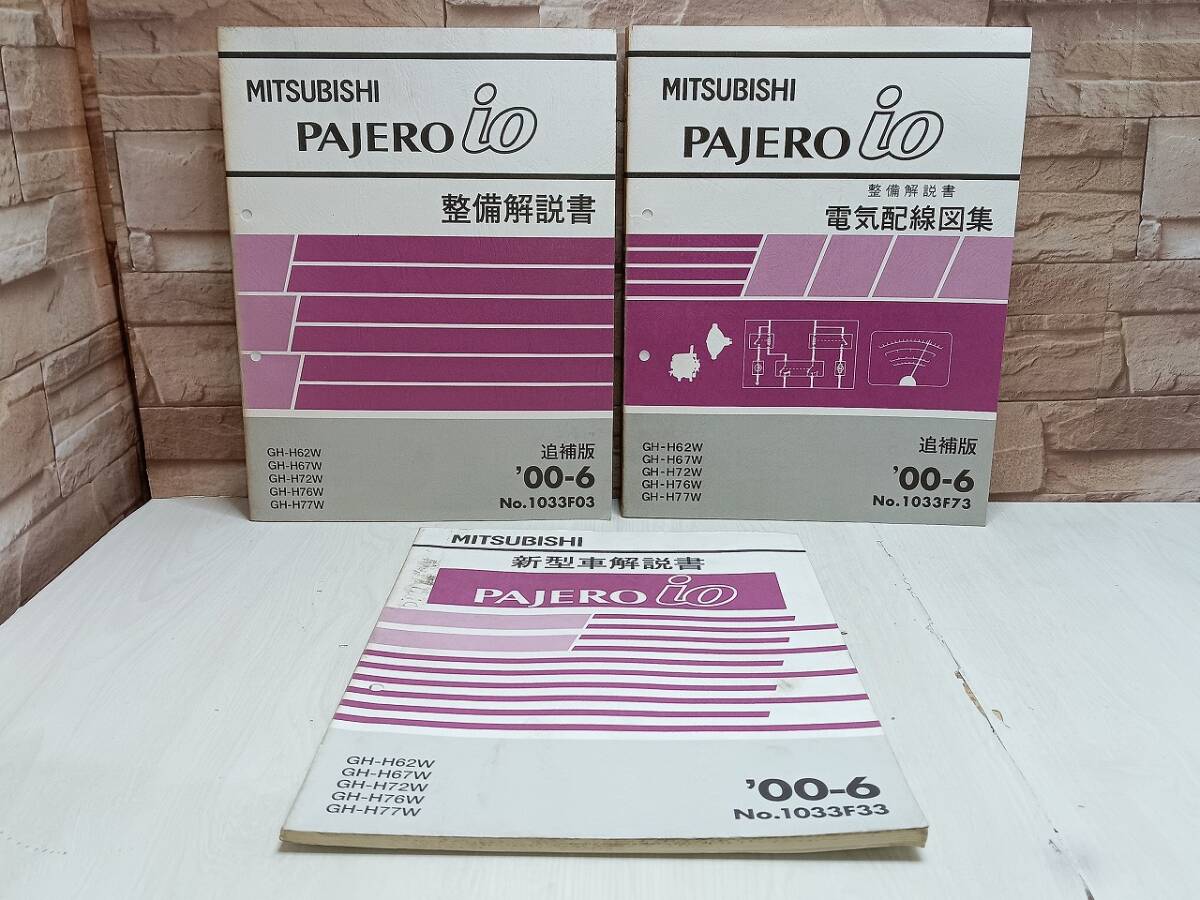 MITSUBISHI
PAJERO io
整備解説書
GH-H62W
GH-H67W
GH-H72W
GH-H76W
GH-H77W
追補版
'00-6
No.1033F03
MITSUBISHI
PAJERO io
整備解説書
電気配線図集
GH-H62W
GH-H67W
GH-H72W
GH-H76W
GH-H77W
追補版
'00-6
No.1033F73
MITSUBISHI
新型車解説書
PAJERO io
GH-H62W
GH-H67W
GH-H72W
GH-H76W
GH-H77W
'00-6
No.1033F33